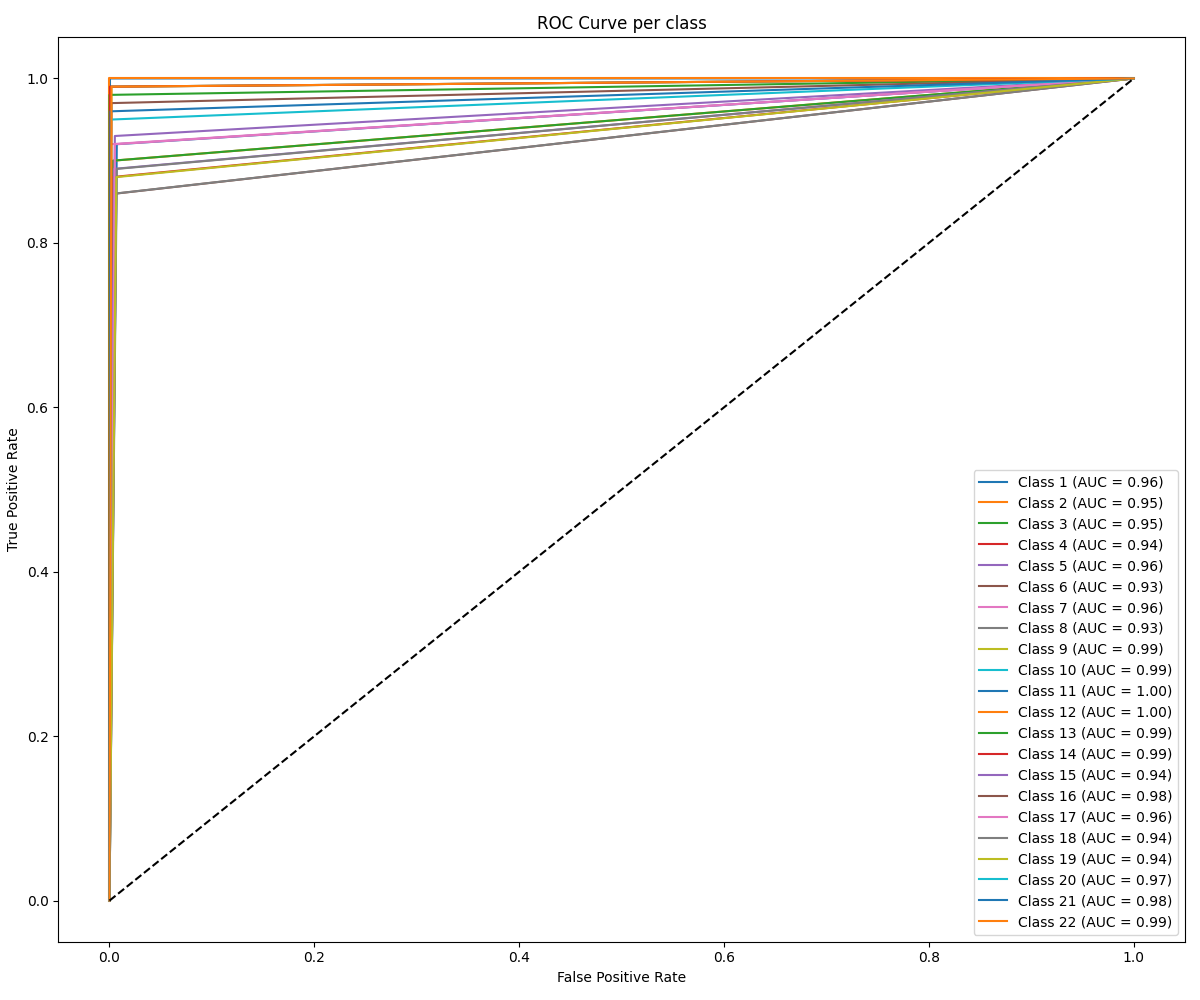 ROC Curve per class
True Positive Rate
1.0
0.8
0.6
0.4
0.2
0.0
Class 1 (AUC = 0.96)
Class 2 (AUC = 0.95)
Class 3 (AUC = 0.95)
Class 4 (AUC = 0.94)
Class 5 (AUC = 0.96)
Class 6 (AUC = 0.93)
Class 7 (AUC = 0.96)
Class 8 (AUC = 0.93)
Class 9 (AUC = 0.99)
Class 10 (AUC = 0.99)
Class 11 (AUC = 1.00)
Class 12 (AUC = 1.00)
Class 13 (AUC = 0.99)
Class 14 (AUC = 0.99)
Class 15 (AUC = 0.94)
Class 16 (AUC = 0.98)
Class 17 (AUC = 0.96)
Class 18 (AUC = 0.94)
Class 19 (AUC = 0.94)
Class 20 (AUC = 0.97)
Class 21 (AUC = 0.98)
Class 22 (AUC = 0.99)
0.0 0.2 0.4 0.6 0.8 1.0
False Positive Rate